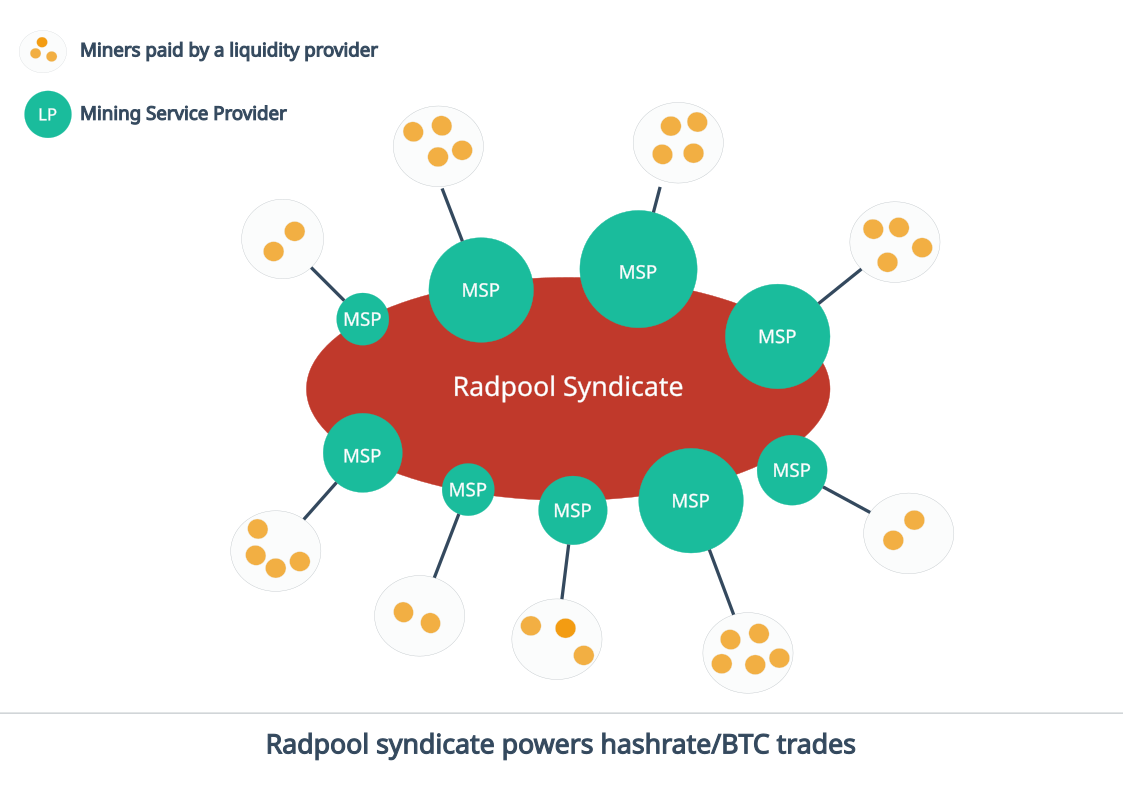 Miners paid by a liquidity provider
LP
Mining Service Provider
MSP
MSP
MSP
MSP
Radpool Syndicate
MSP
MSP
MSP
MSP
MSP
Radpool syndicate powers hashrate/BTC trades